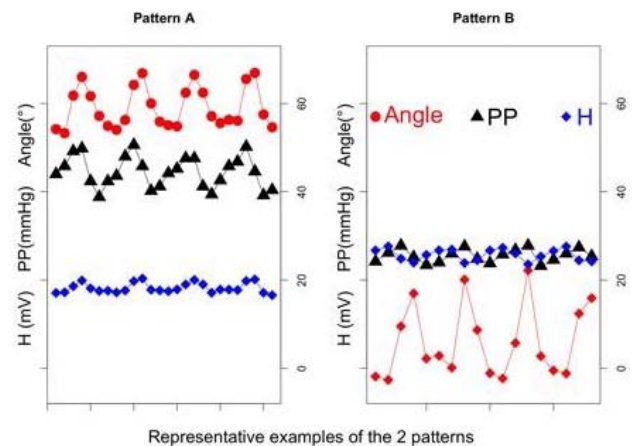 Pattern A
Pattern B
H (mV) PP(mmHg) Angle(°)
0 20 40 60
H (mV) PP(mmHg) Angle(°)
Angle PP H
0 20 40 60
Representative examples of the 2 patterns